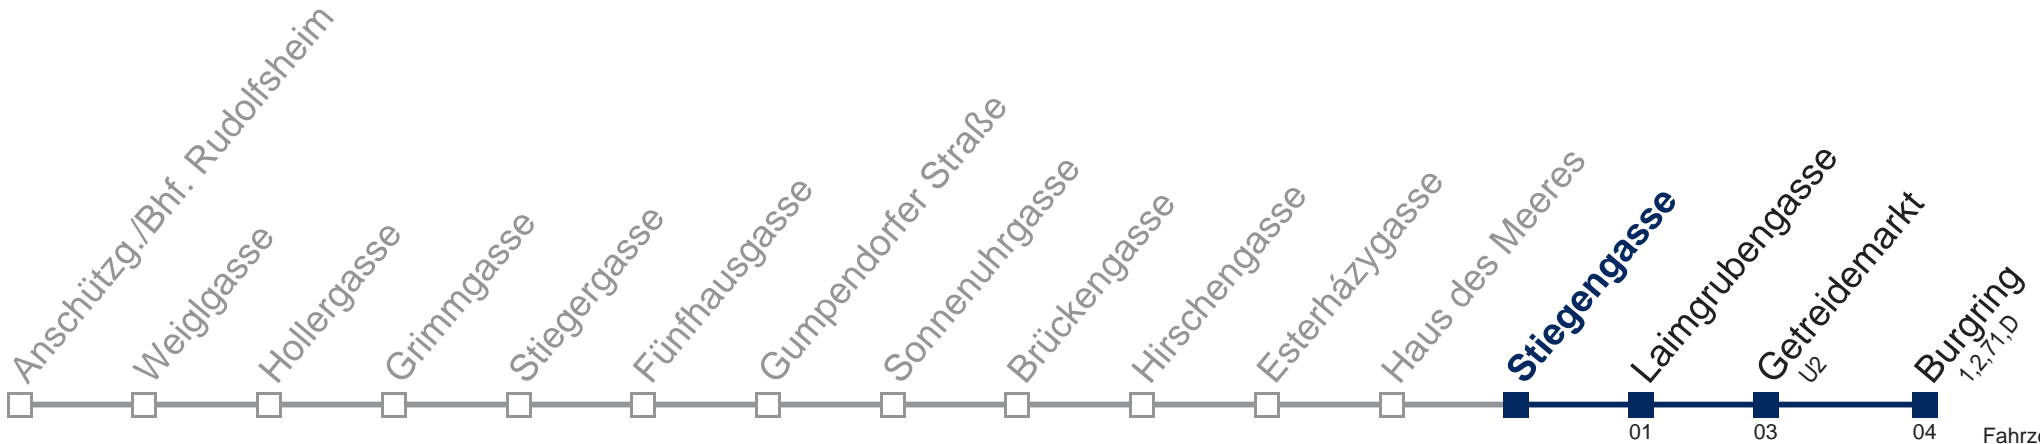 Anschützg./Bhf. Rudolfsheim
Weiglgasse
Hollergasse
Grimmgasse
Stiegergasse
Fünfhausgasse
Gumpendorfer Straße
Sonnenuhrgasse
Brückengasse
Hirschengasse
Esterházygasse
Haus des Meeres
Stiegengasse
Laimgrubengasse
Getreidemarkt
U2
Burgring
1,2,71,D
01
03
04